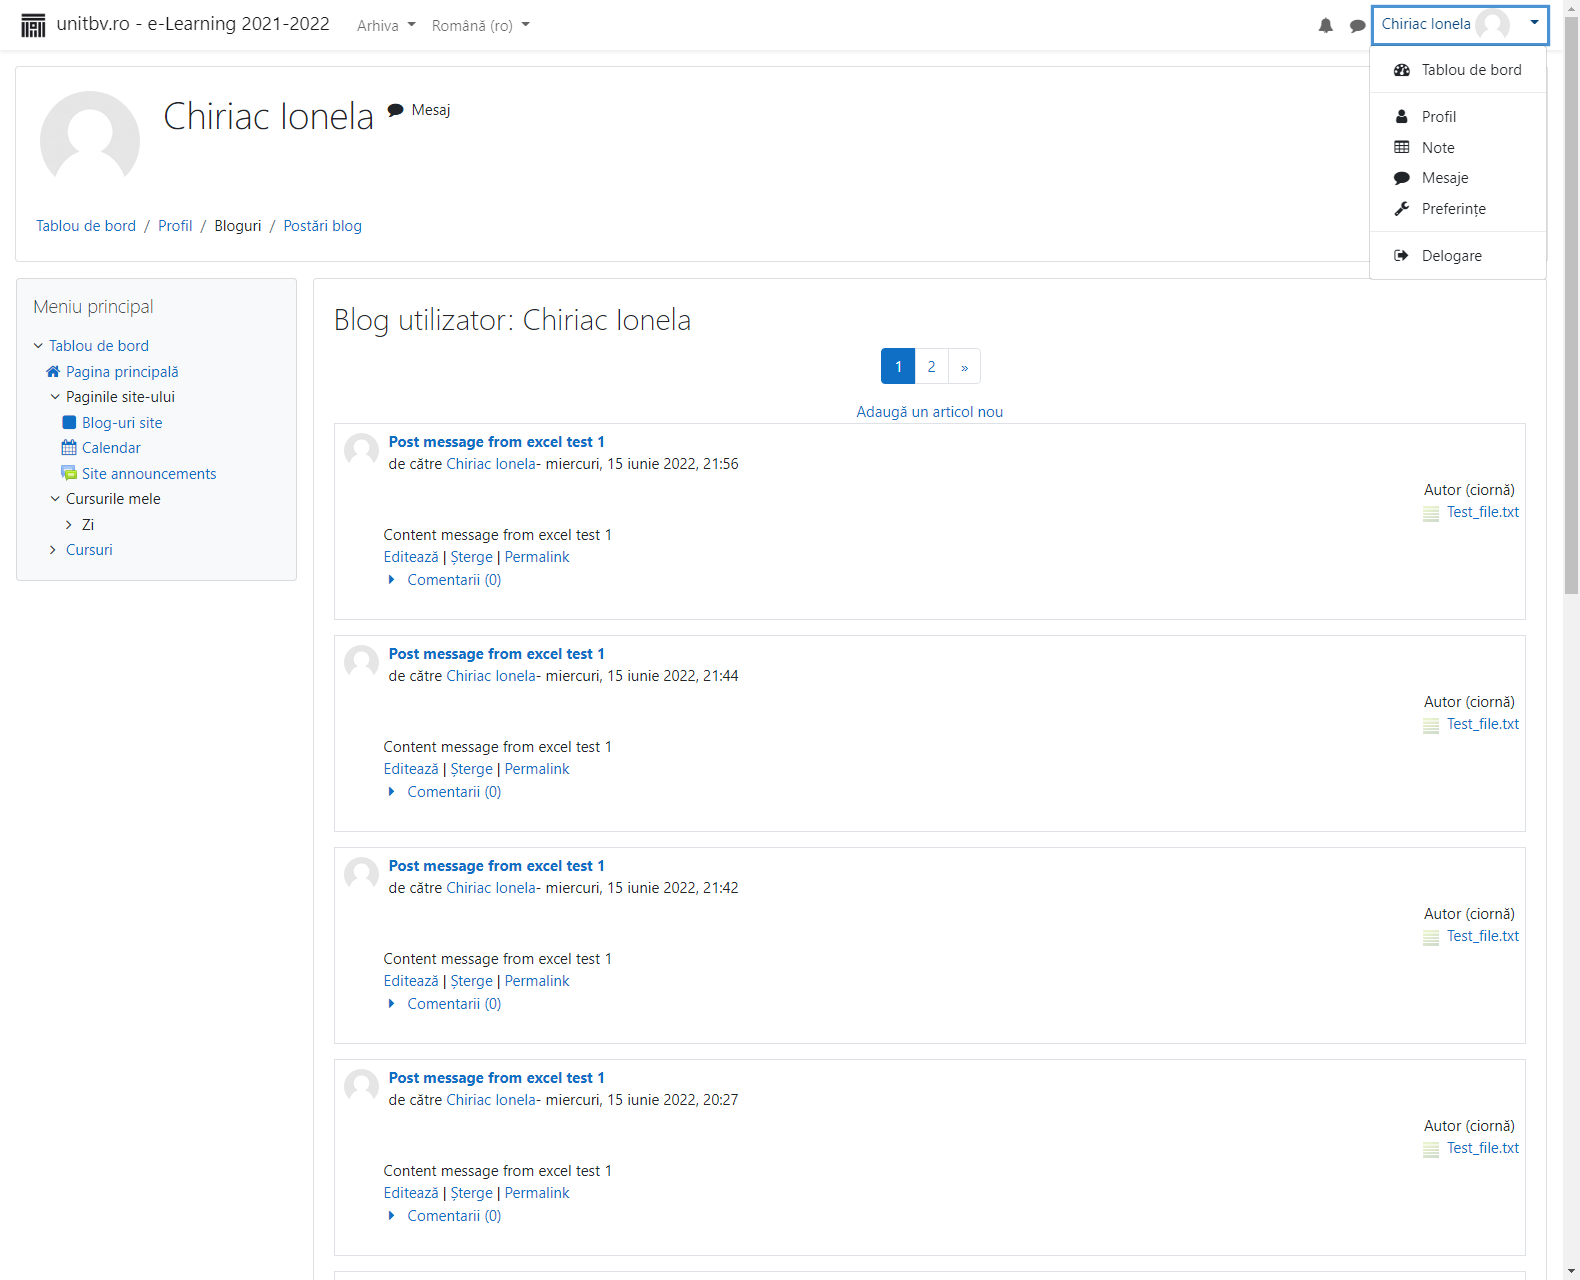 unitbv.ro - e-Learning 2021-2022 Arhiva Română (ro) Chiriac Ionela
Tablou de bord
Profil
Note
Mesaje
Preferințe
Delogare
Chiriac Ionela Mesaj
Tablou de bord / Profil / Bloguri / Postări blog
Meniu principal
Tablou de bord
Pagina principală
Paginile site-ului
Blog-uri site
Calendar
Site announcements
Cursurile mele
Zi
Cursuri
Blog utilizator: Chiriac Ionela
1 2 »
Adaugă un articol nou
Post message from excel test 1
de către Chiriac Ionela- miercuri, 15 iunie 2022, 21:56
Autor (ciornă)
Test_file.txt
Content message from excel test 1
Editează | Șterge | Permalink
Comentarii (0)
Post message from excel test 1
de către Chiriac Ionela- miercuri, 15 iunie 2022, 21:44
Autor (ciornă)
Test_file.txt
Content message from excel test 1
Editează | Șterge | Permalink
Comentarii (0)
Post message from excel test 1
de către Chiriac Ionela- miercuri, 15 iunie 2022, 21:42
Autor (ciornă)
Test_file.txt
Content message from excel test 1
Editează | Șterge | Permalink
Comentarii (0)
Post message from excel test 1
de către Chiriac Ionela- miercuri, 15 iunie 2022, 20:27
Autor (ciornă)
Test_file.txt
Content message from excel test 1
Editează | Șterge | Permalink
Comentarii (0)